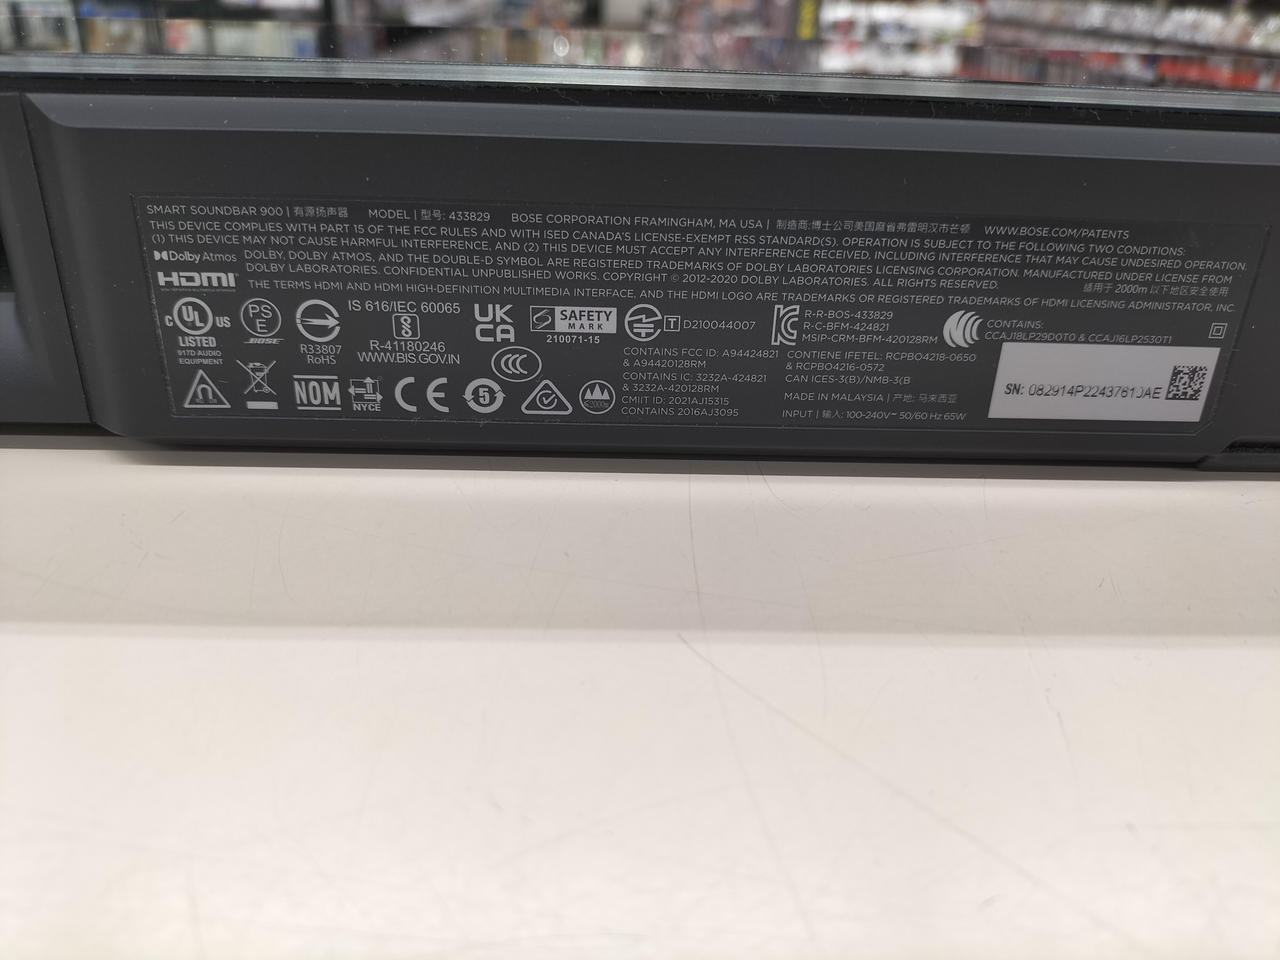 SMART SOUNDBAR 900 | 有源扬声器 MODEL | 型号: 433829 BOSE CORPORATION FRAMINGHAM, MA USA | 制造商: 博士公司美国麻省弗雷明汉市芒顿 WWW.BOSE.COM/PATENTS
THIS DEVICE COMPLIES WITH PART 15 OF THE FCC RULES AND WITH ISED CANADA'S LICENSE-EXEMPT RSS STANDARD(S). OPERATION IS SUBJECT TO THE FOLLOWING TWO CONDITIONS:
(1) THIS DEVICE MAY NOT CAUSE HARMFUL INTERFERENCE, AND (2) THIS DEVICE MUST ACCEPT ANY INTERFERENCE RECEIVED, INCLUDING INTERFERENCE THAT MAY CAUSE UNDESIRED OPERATION.
Dolby Atmos DOLBY, DOLBY ATMOS, AND THE DOUBLE-D SYMBOL ARE REGISTERED TRADEMARKS OF DOLBY LABORATORIES LICENSING CORPORATION. MANUFACTURED UNDER LICENSE FROM
DOLBY LABORATORIES. CONFIDENTIAL UNPUBLISHED WORKS. COPYRIGHT © 2012-2020 DOLBY LABORATORIES. ALL RIGHTS RESERVED. 适用于 2000m 以下地区安全使用
HDMI THE TERMS HDMI AND HDMI HIGH-DEFINITION MULTIMEDIA INTERFACE, AND THE HDMI LOGO ARE TRADEMARKS OR REGISTERED TRADEMARKS OF HDMI LICENSING ADMINISTRATOR, INC.
C UL US
LISTED
917D AUDIO
EQUIPMENT
PS
E
BOSE
R33807
RoHS
IS 616/IEC 60065
R-41180246
WWW.BIS.GOV.IN
UK
CA
SAFETY
MARK
210071-15
T D210044007
R-R-BOS-433829
R-C-BFM-424821
MSIP-CRM-BFM-420128RM
CONTAINS:
CCAJ18LP29D0T0 & CCAJ16LP2530T1
NOM
NYCE
CE
5
CCC
2000m
CONTAINS FCC ID: A94424821
& A94420128RM
CONTAINS IC: 3232A-424821
& 3232A-420128RM
CMIIT ID: 2021AJ15315
CONTAINS 2016AJ3095
CONTIENE IFETEL: RCPBO4218-0650
& RCPBO4216-0572
CAN ICES-3(B)/NMB-3(B
MADE IN MALAYSIA | 产地: 马来西亚
INPUT | 输入: 100-240V~ 50/60 Hz 65W
SN: 082914P22437610AE